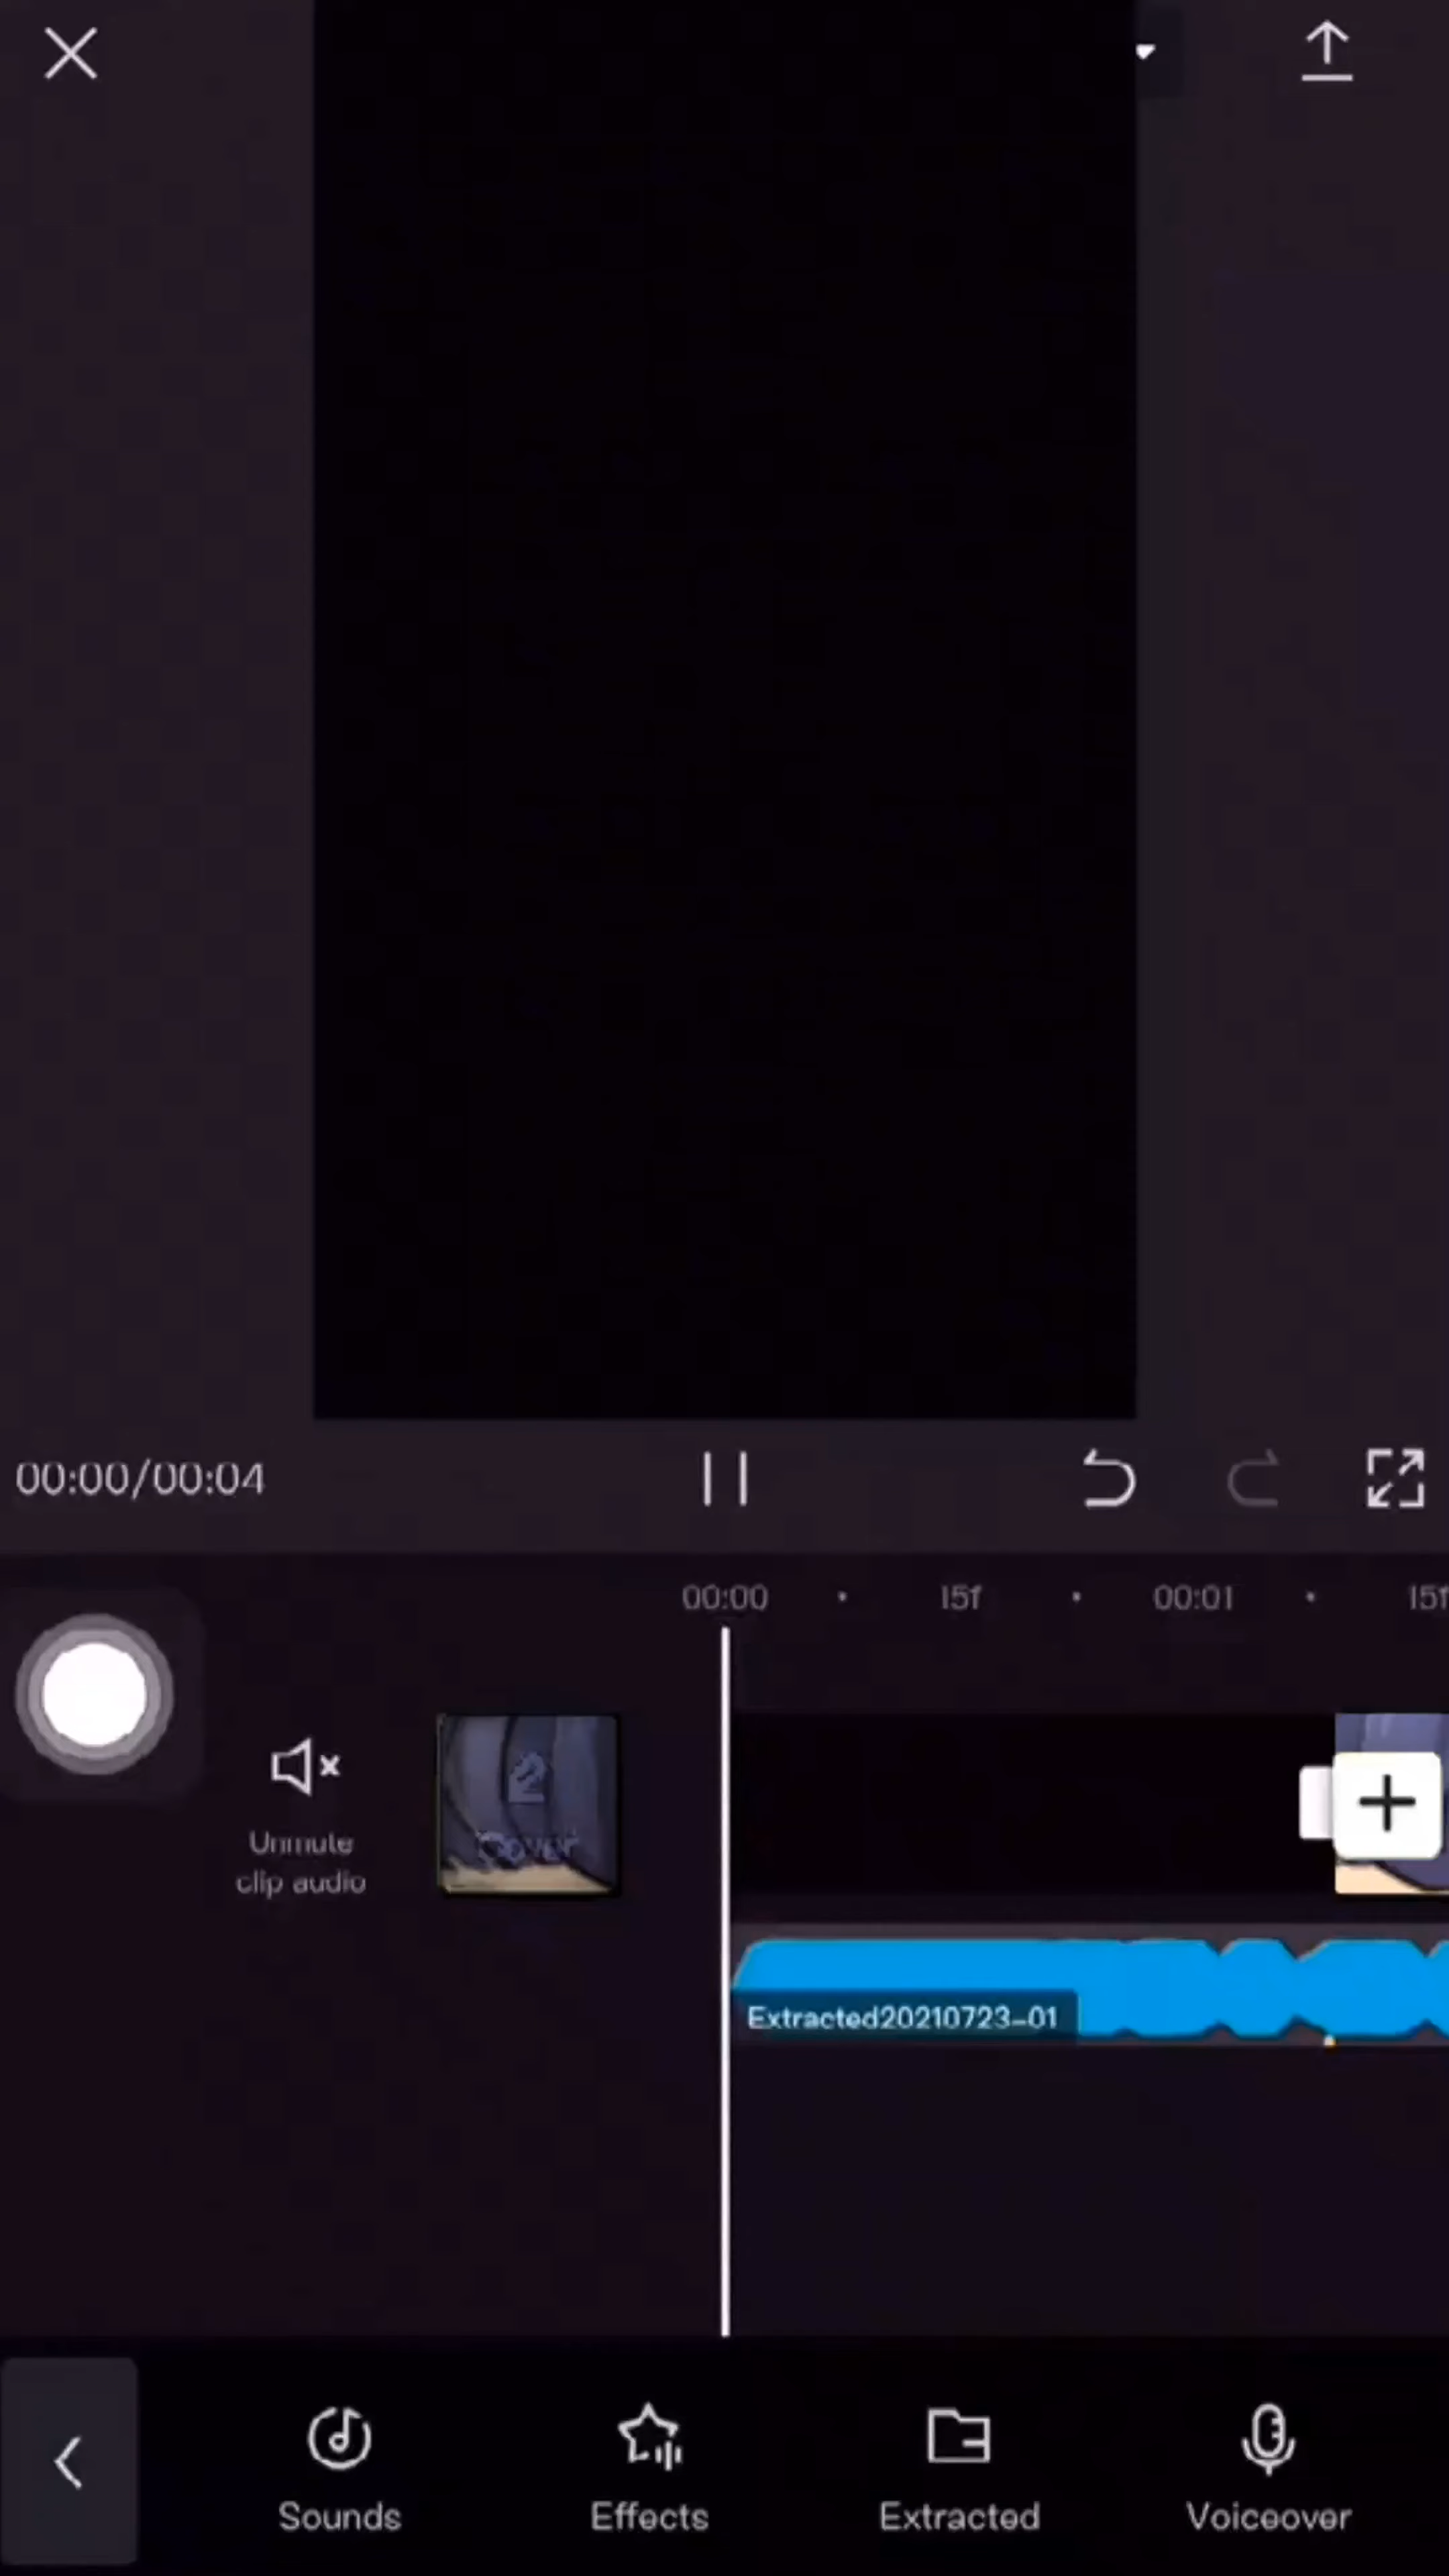 00:00/00:04
00:00 15f 00:01 15f
Unmute
clip audio
Cover
Extracted20210723-01
Sounds Effects Extracted Voiceover